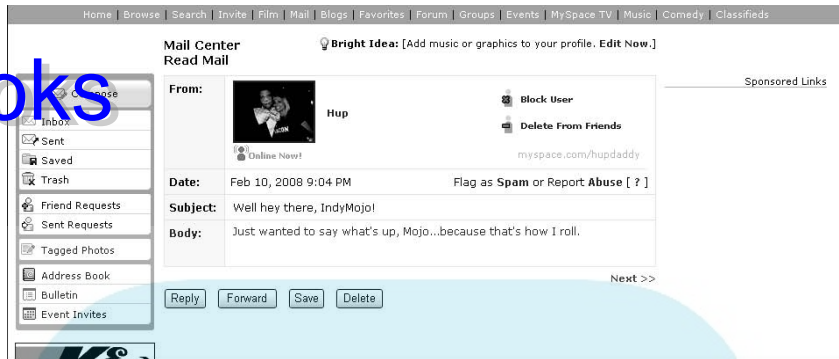 Home | Browse | Search | Invite | Film | Mail | Blogs | Favorites | Forum | Groups | Events | MySpace TV | Music | Comedy | Classifieds
Mail Center
Read Mail
Bright Idea: [Add music or graphics to your profile. Edit Now.]
Sponsored Links
oks
Compose
Inbox
Sent
Saved
Trash
Friend Requests
Sent Requests
Tagged Photos
Address Book
Bulletin
Event Invites
From:
Hup
Block User
Delete From Friends
Online Now!
myspace.com/hupdaddy
Date: Feb 10, 2008 9:04 PM Flag as Spam or Report Abuse [ ? ]
Subject: Well hey there, IndyMojo!
Body: Just wanted to say what's up, Mojo...because that's how I roll.
Next >>
Reply Forward Save Delete